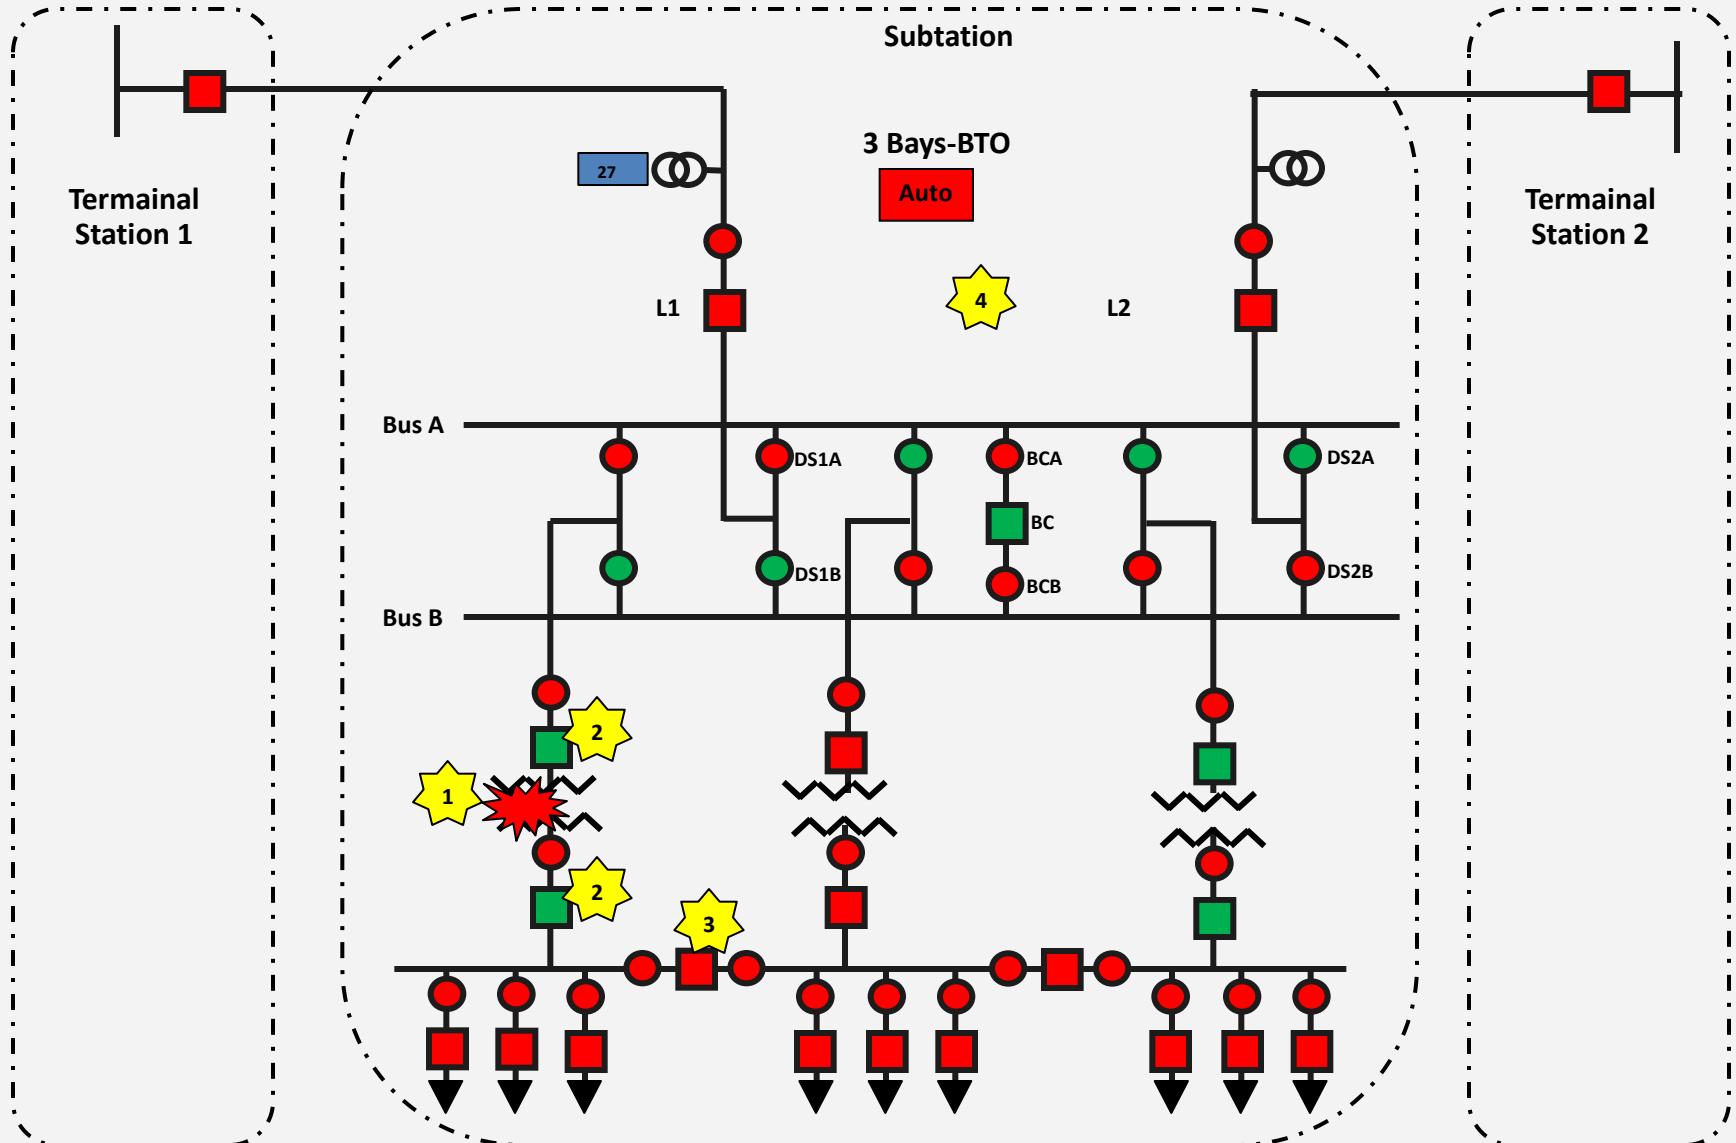 Subtation
3 Bays-BTO
Auto
27
Termainal
Station 1
Termainal
Station 2
L1
4
L2
Bus A
DS1A
BCA
DS2A
BC
DS1B
BCB
DS2B
Bus B
2
1
2
3